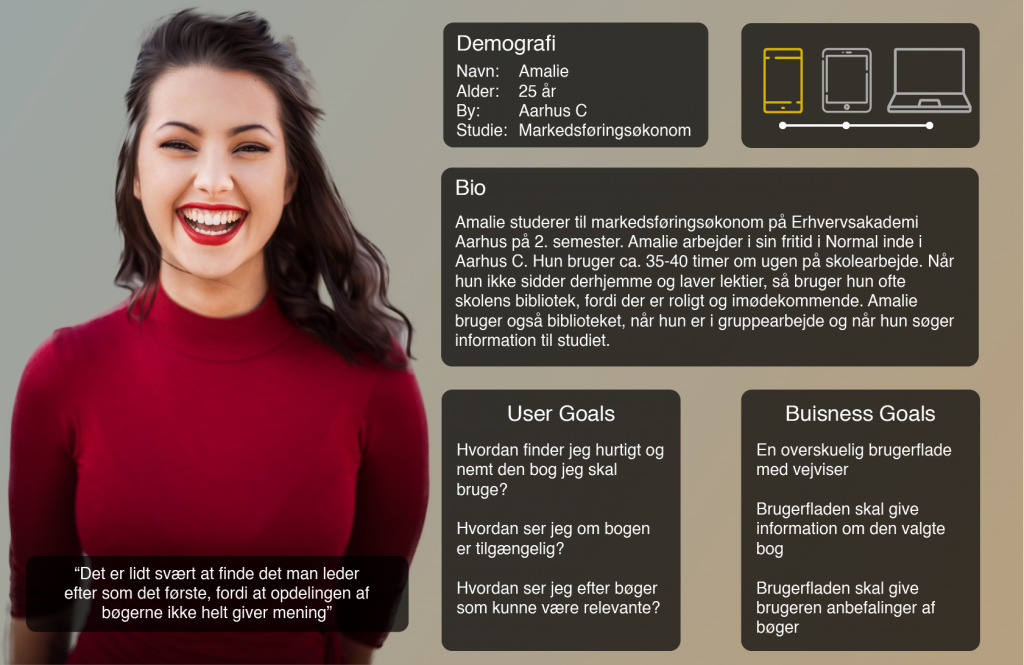 Demografi
Navn: Amalie
Alder: 25 år
By: Aarhus C
Studie: Markedsføringsøkonom
Bio
Amalie studerer til markedsføringsøkonom på Erhvervsakademi
Aarhus på 2. semester. Amalie arbejder i sin fritid i Normal inde i
Aarhus C. Hun bruger ca. 35-40 timer om ugen på skolearbejde. Når
hun ikke sidder derhjemme og laver lektier, så bruger hun ofte
skolens bibliotek, fordi der er roligt og imødekommende. Amalie
bruger også biblioteket, når hun er i gruppearbejde og når hun søger
information til studiet.
User Goals
Hvordan finder jeg hurtigt og
nemt den bog jeg skal
bruge?
Hvordan ser jeg om bogen
er tilgængelig?
Hvordan ser jeg efter bøger
som kunne være relevante?
Buisness Goals
En overskuelig brugerflade
med vejviser
Brugerfladen skal give
information om den valgte
bog
Brugerfladen skal give
brugeren anbefalinger af
bøger
“Det er lidt svært at finde det man leder
efter som det første, fordi at opdelingen af
bøgerne ikke helt giver mening”